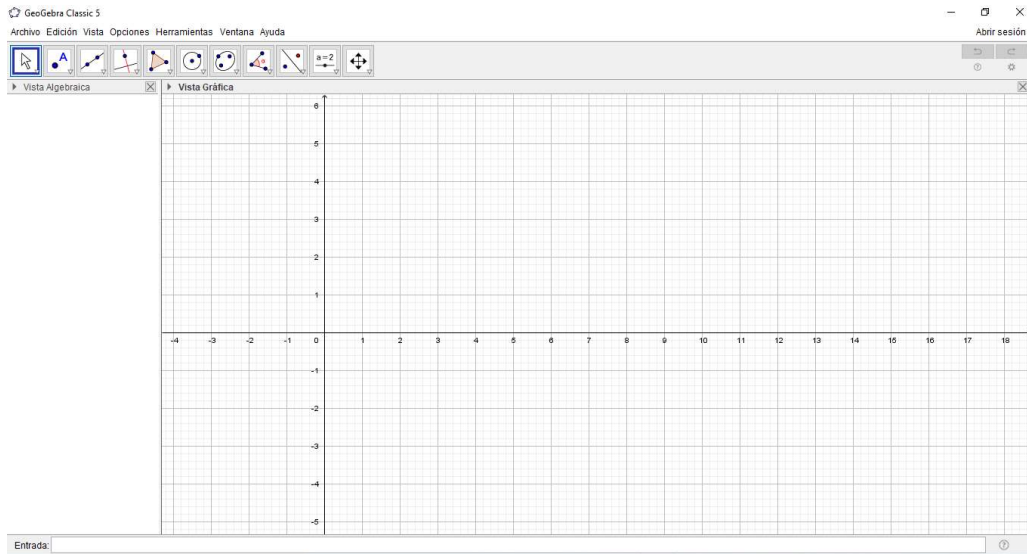 GeoGebra Classic 5
Archivo Edición Vista Opciones Herramientas Ventana Ayuda
Abrir sesión
A
a=2
Vista Algebraica
Vista Gráfica
6
5
4
3
2
1
-4 -3 -2 -1 0 1 2 3 4 5 6 7 8 9 10 11 12 13 14 15 16 17 18
-1
-2
-3
-4
-5
Entrada: